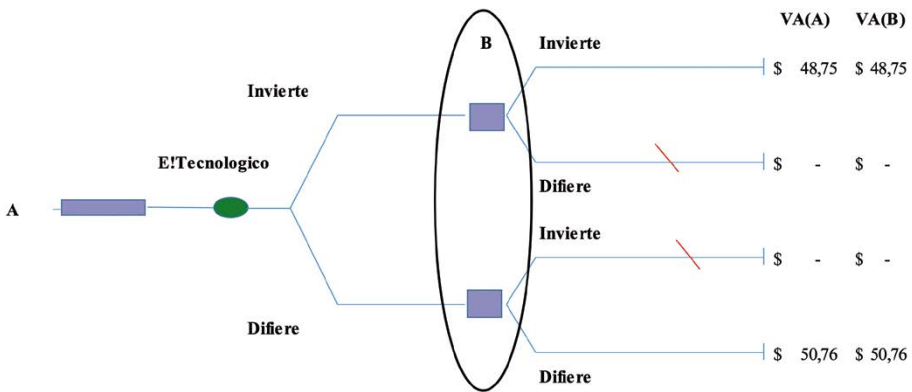 VA(A) VA(B)
B Invierte
$ 48,75 $ 48,75
Invierte
E!Tecnologico
$ - $ -
Difiere
A
Invierte
$ - $ -
Difiere
$ 50,76 $ 50,76
Difiere